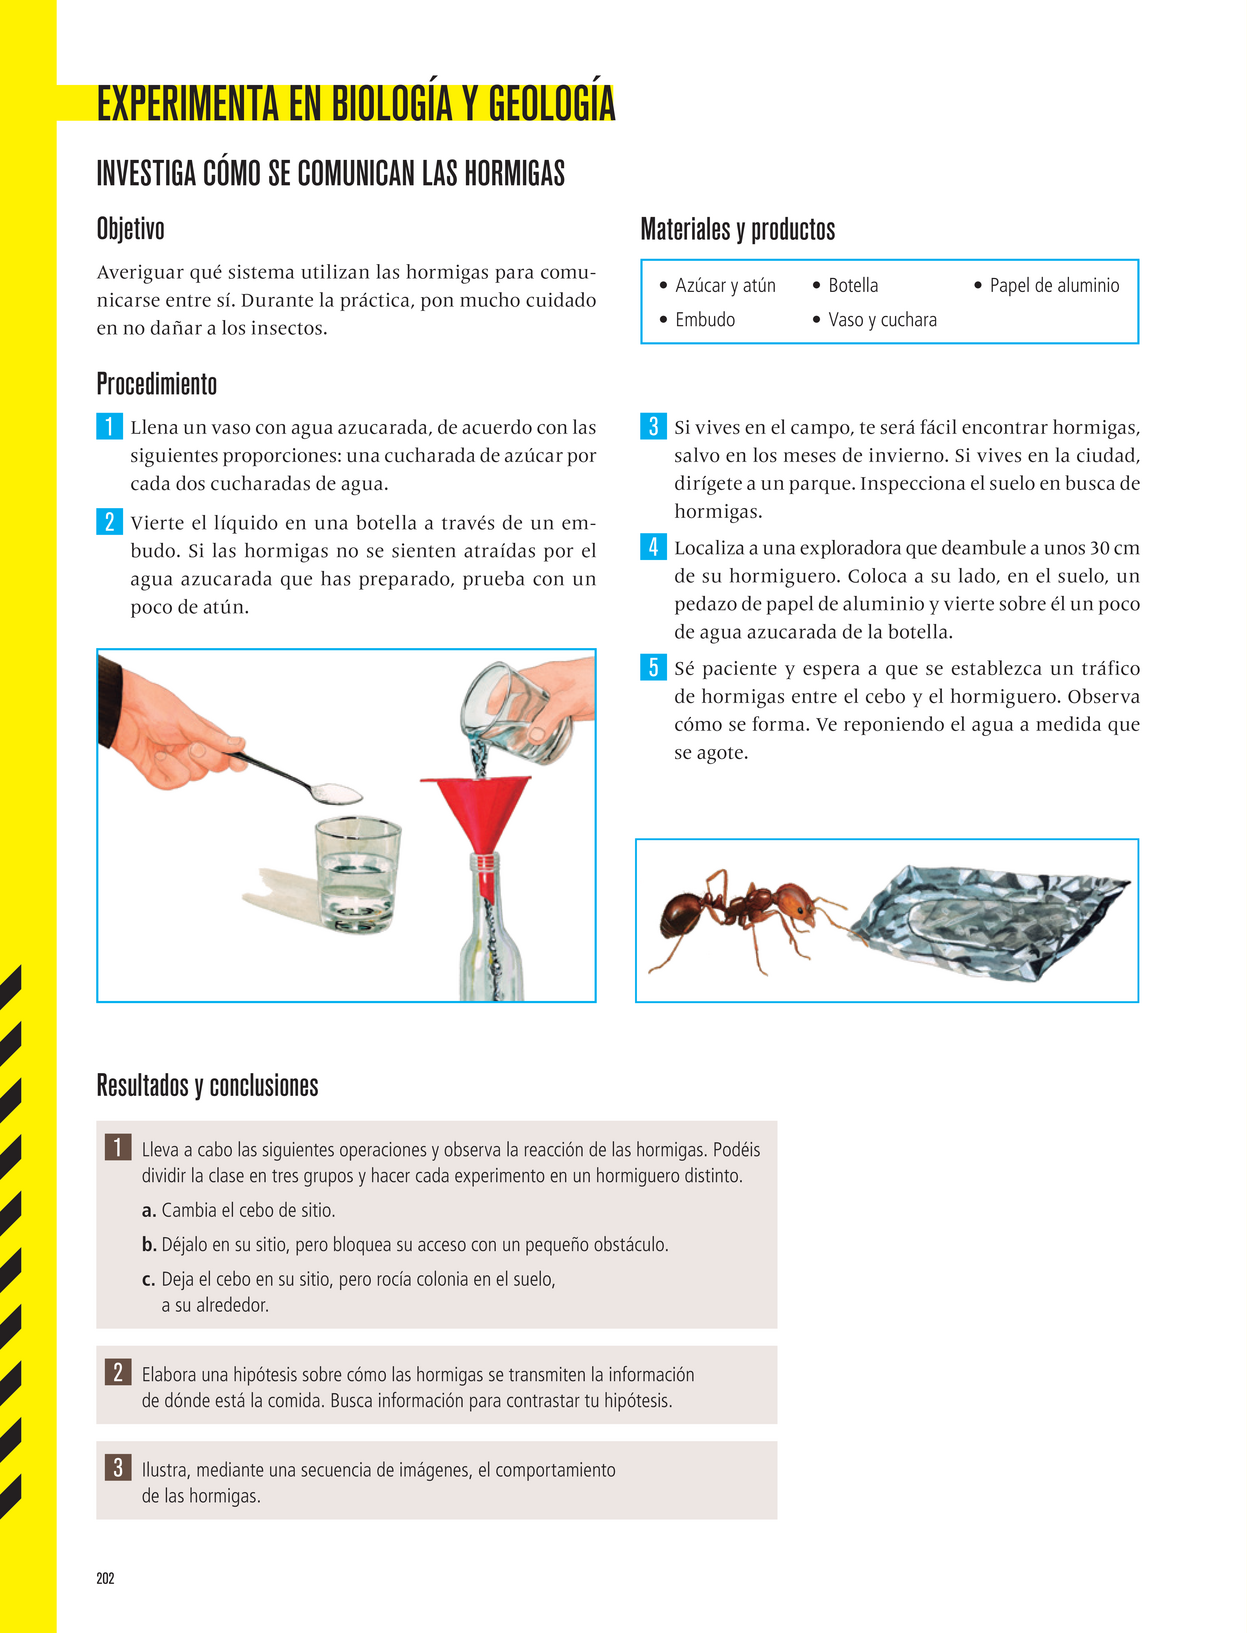 EXPERIMENTA EN BIOLOGÍA Y GEOLOGÍA
INVESTIGA CÓMO SE COMUNICAN LAS HORMIGAS
Objetivo
Averiguar qué sistema utilizan las hormigas para comu-
nicarse entre sí. Durante la práctica, pon mucho cuidado
en no dañar a los insectos.
Materiales y productos
• Azúcar y atún • Botella • Papel de aluminio
• Embudo • Vaso y cuchara
Procedimiento
1 Llena un vaso con agua azucarada, de acuerdo con las
siguientes proporciones: una cucharada de azúcar por
cada dos cucharadas de agua.
2 Vierte el líquido en una botella a través de un em-
budo. Si las hormigas no se sienten atraídas por el
agua azucarada que has preparado, prueba con un
poco de atún.
3 Si vives en el campo, te será fácil encontrar hormigas,
salvo en los meses de invierno. Si vives en la ciudad,
dirígete a un parque. Inspecciona el suelo en busca de
hormigas.
4 Localiza a una exploradora que deambule a unos 30 cm
de su hormiguero. Coloca a su lado, en el suelo, un
pedazo de papel de aluminio y vierte sobre él un poco
de agua azucarada de la botella.
5 Sé paciente y espera a que se establezca un tráfico
de hormigas entre el cebo y el hormiguero. Observa
cómo se forma. Ve reponiendo el agua a medida que
se agote.
Resultados y conclusiones
1 Lleva a cabo las siguientes operaciones y observa la reacción de las hormigas. Podéis
dividir la clase en tres grupos y hacer cada experimento en un hormiguero distinto.
a. Cambia el cebo de sitio.
b. Déjalo en su sitio, pero bloquea su acceso con un pequeño obstáculo.
c. Deja el cebo en su sitio, pero rocía colonia en el suelo,
a su alrededor.
2 Elabora una hipótesis sobre cómo las hormigas se transmiten la información
de dónde está la comida. Busca información para contrastar tu hipótesis.
3 Ilustra, mediante una secuencia de imágenes, el comportamiento
de las hormigas.
202